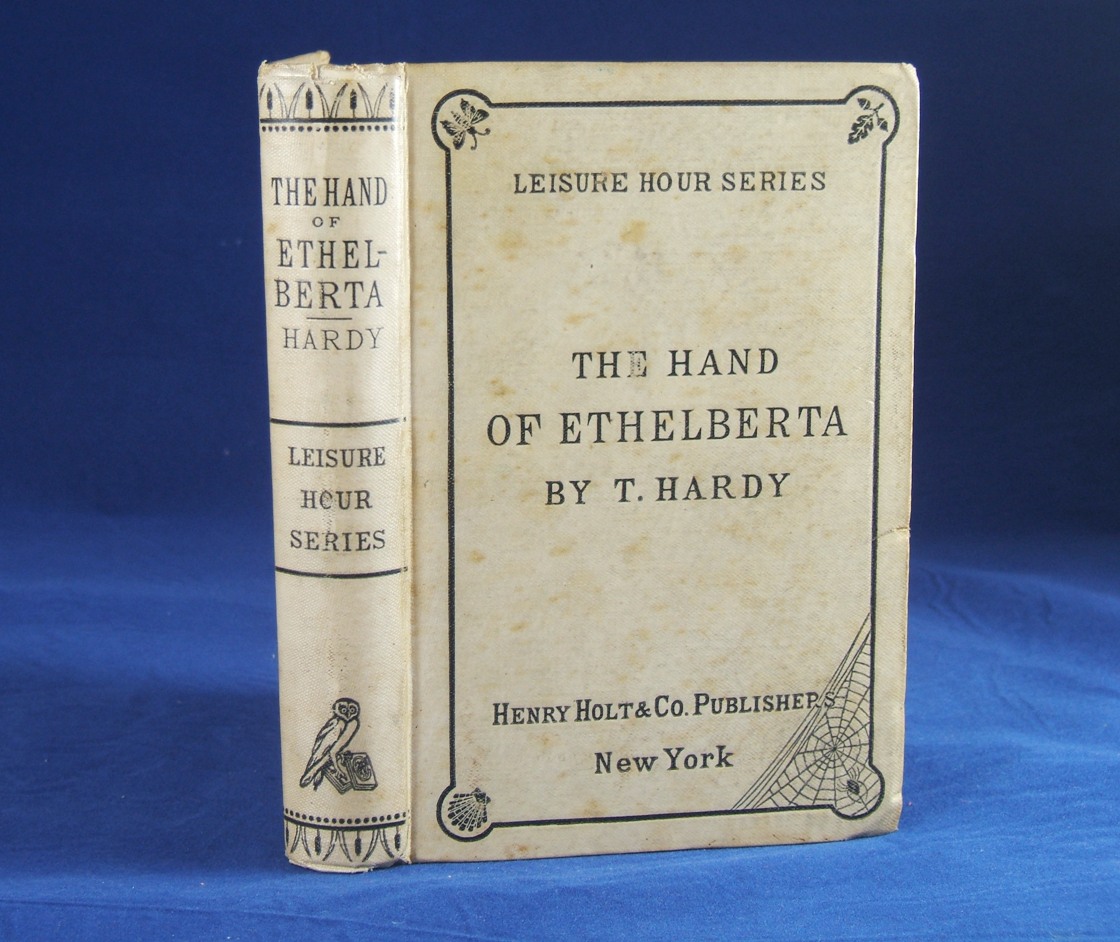 THE HAND
OF
ETHEL-
BERTA
HARDY
LEISURE
HOUR
SERIES
LEISURE HOUR SERIES
THE HAND
OF ETHELBERTA
BY T. HARDY
HENRY HOLT & CO. PUBLISHERS
New York